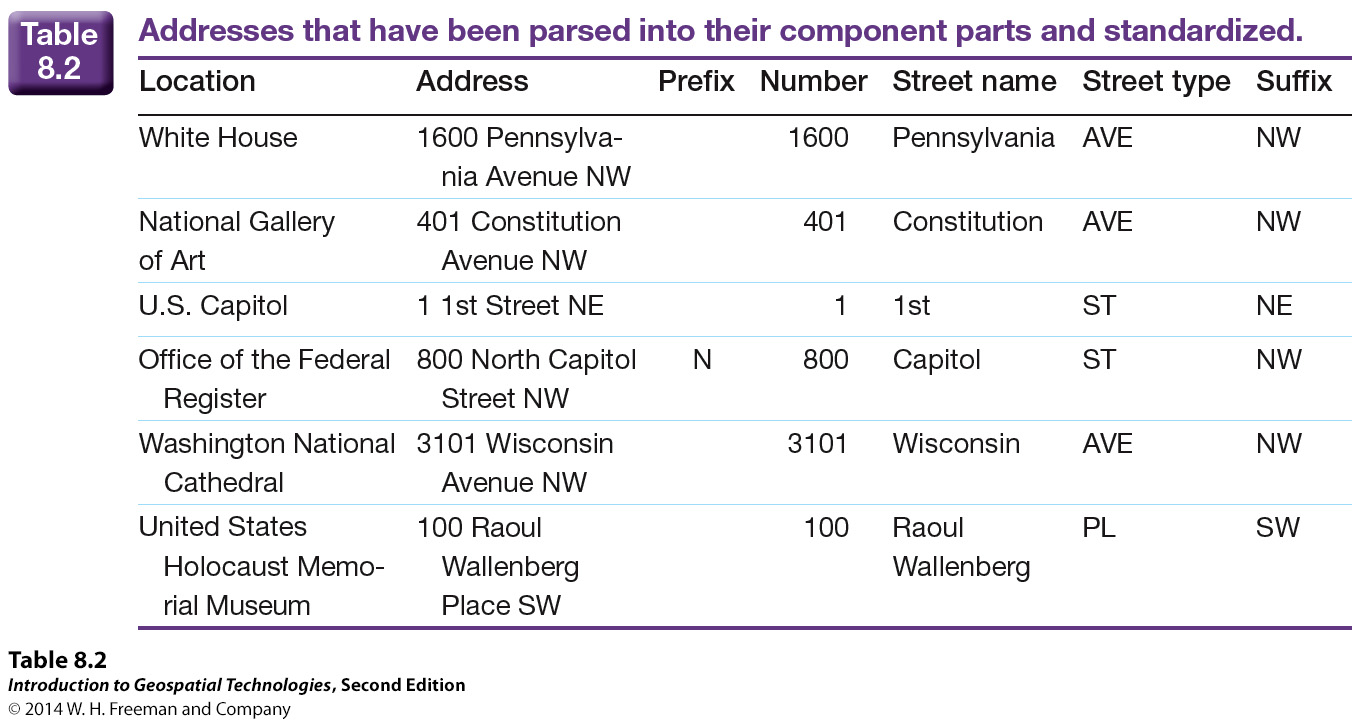 Table 8.2 Addresses that have been parsed into their component parts and standardized.
Location Address Prefix Number Street name Street type Suffix
White House 1600 Pennsylva- 1600 Pennsylvania AVE NW
nia Avenue NW
National Gallery 401 Constitution 401 Constitution AVE NW
of Art Avenue NW
U.S. Capitol 1 1st Street NE 1 1st ST NE
Office of the Federal 800 North Capitol N 800 Capitol ST NW
Register Street NW
Washington National 3101 Wisconsin 3101 Wisconsin AVE NW
Cathedral Avenue NW
United States 100 Raoul 100 Raoul PL SW
Holocaust Memo- Wallenberg Wallenberg
rial Museum Place SW
Table 8.2
Introduction to Geospatial Technologies, Second Edition
© 2014 W. H. Freeman and Company